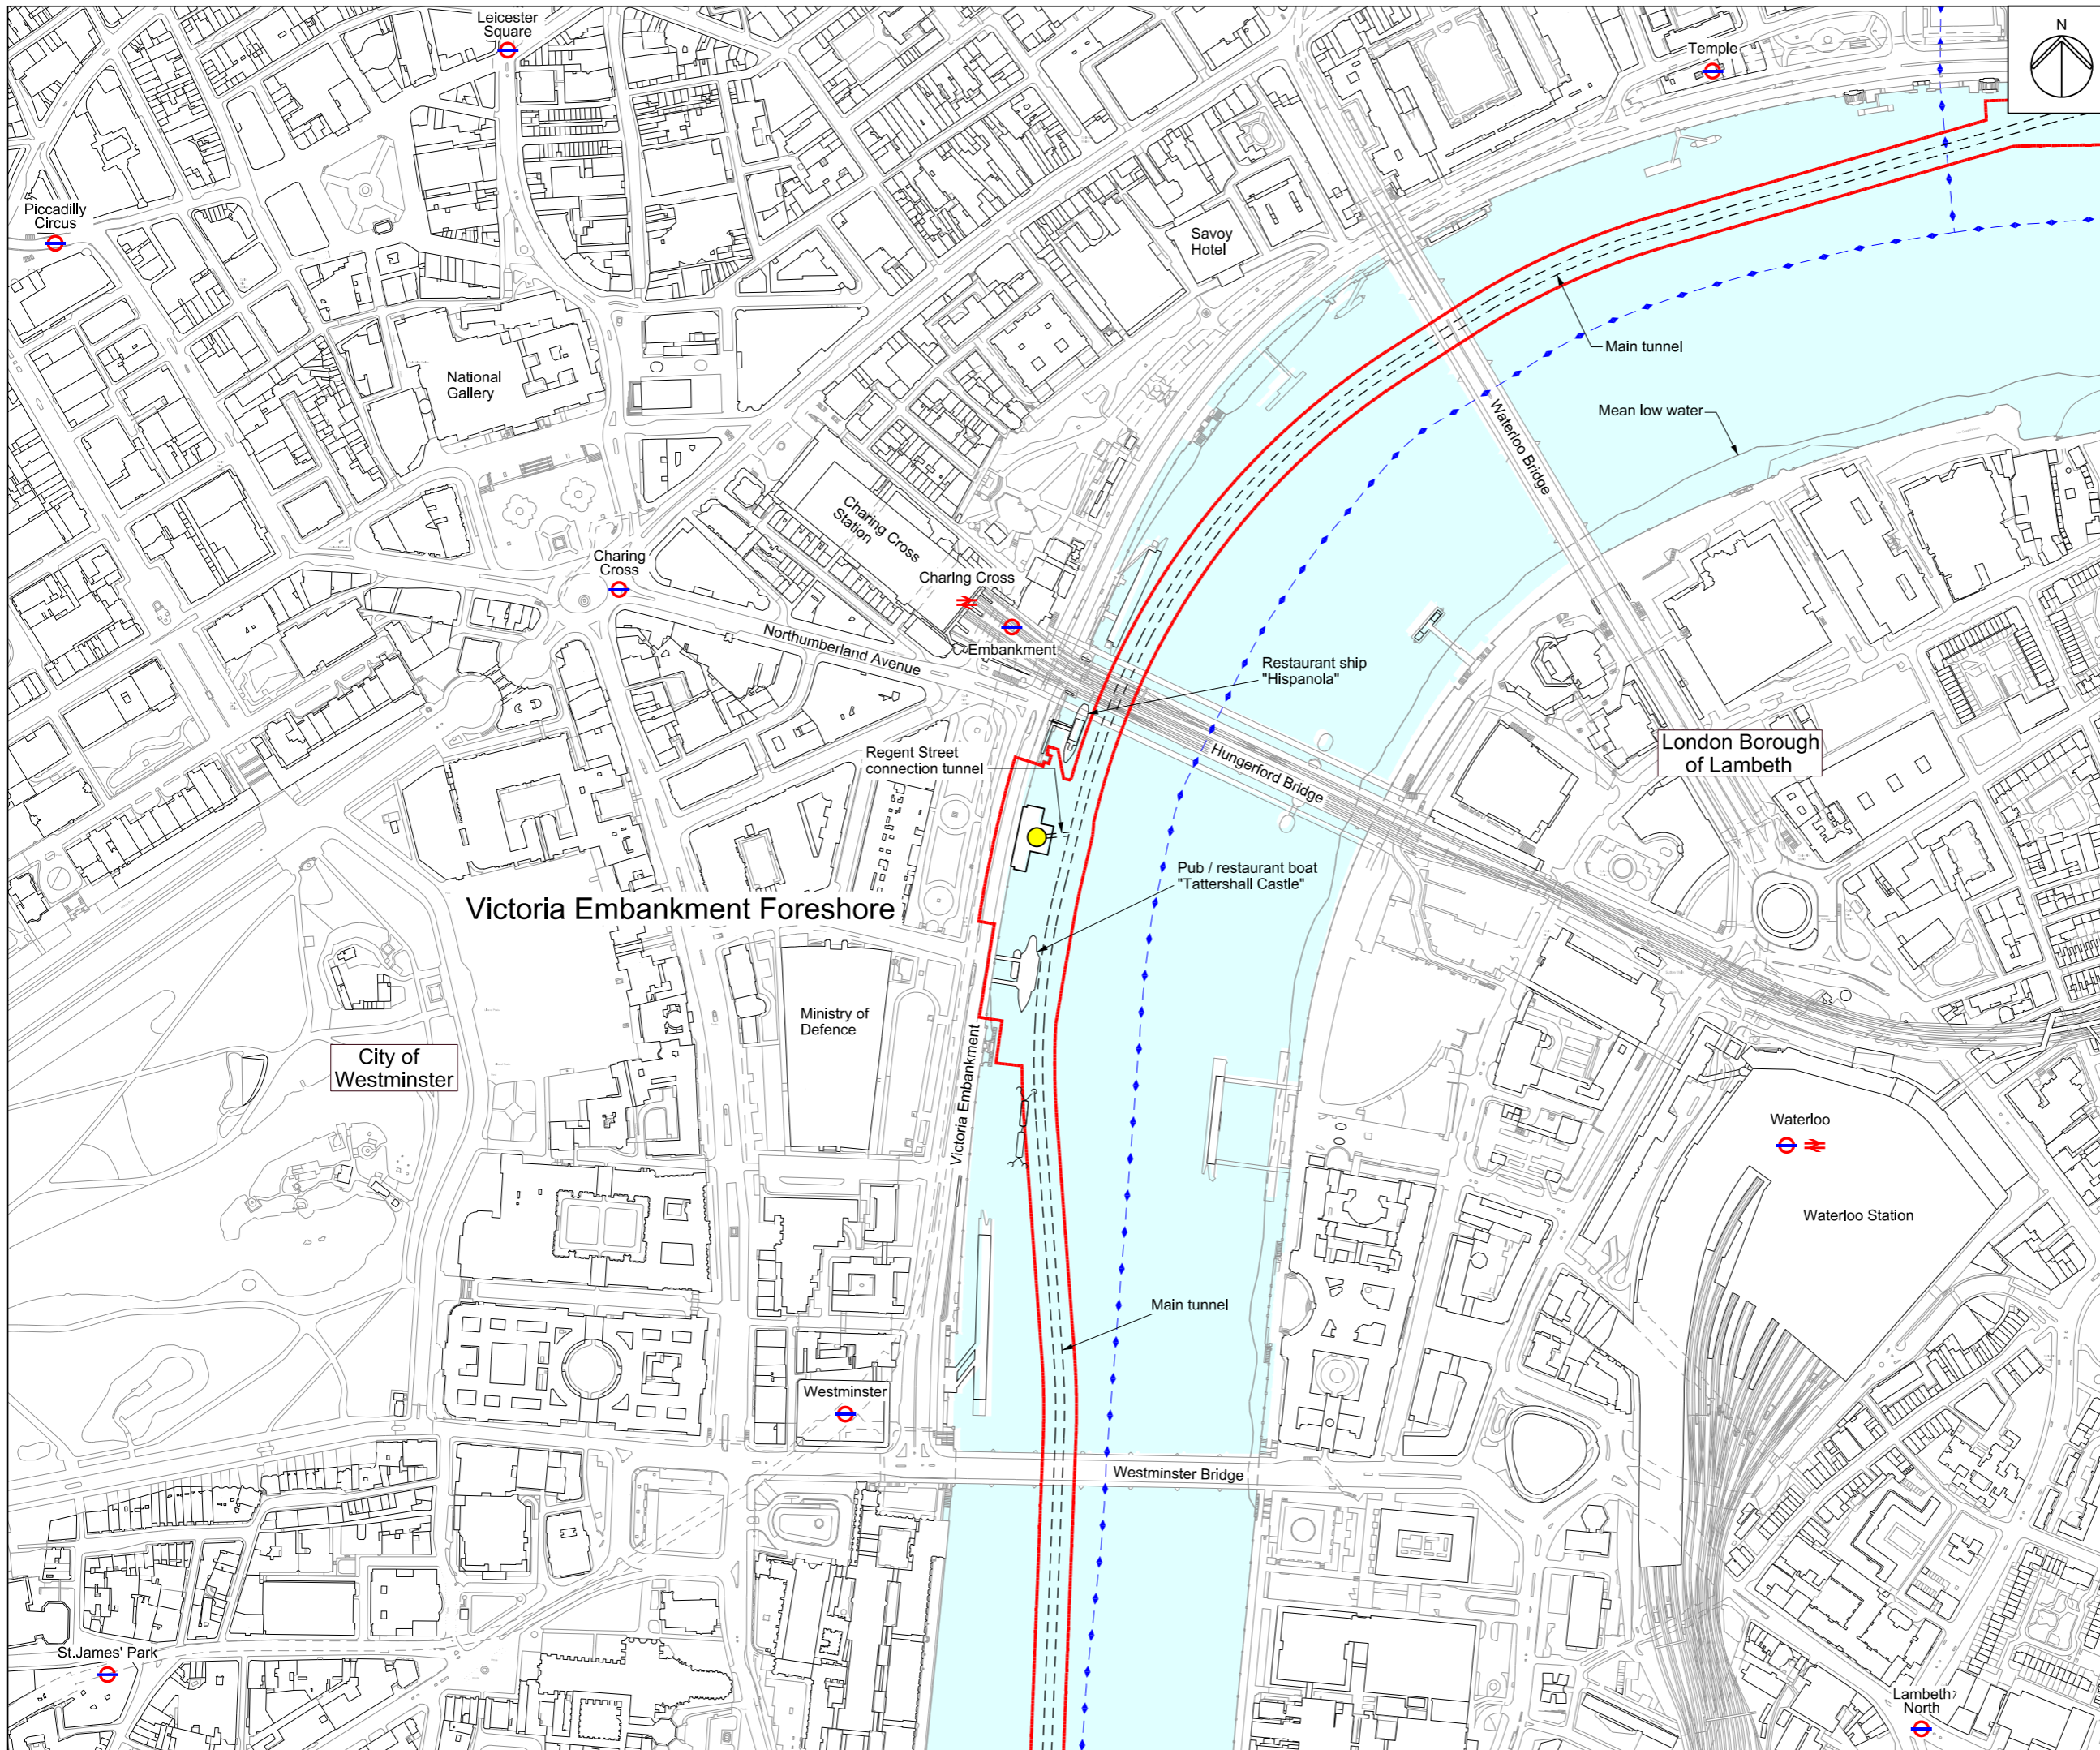 Leicester
Square
Temple
N
Piccadilly
Circus
Savoy
Hotel
Main tunnel
National
Gallery
Mean low water
Waterloo Bridge
Charing Cross
Station
Charing
Cross
Charing Cross
Embankment
Northumberland Avenue
Restaurant ship
"Hispanola"
Regent Street
connection tunnel
Hungerford Bridge
London Borough
of Lambeth
Pub / restaurant boat
"Tattershall Castle"
Victoria Embankment Foreshore
Ministry of
Defence
City of
Westminster
Victoria Embankment
Waterloo
Waterloo Station
Main tunnel
Westminster
Westminster Bridge
St.James' Park
Lambeth
North